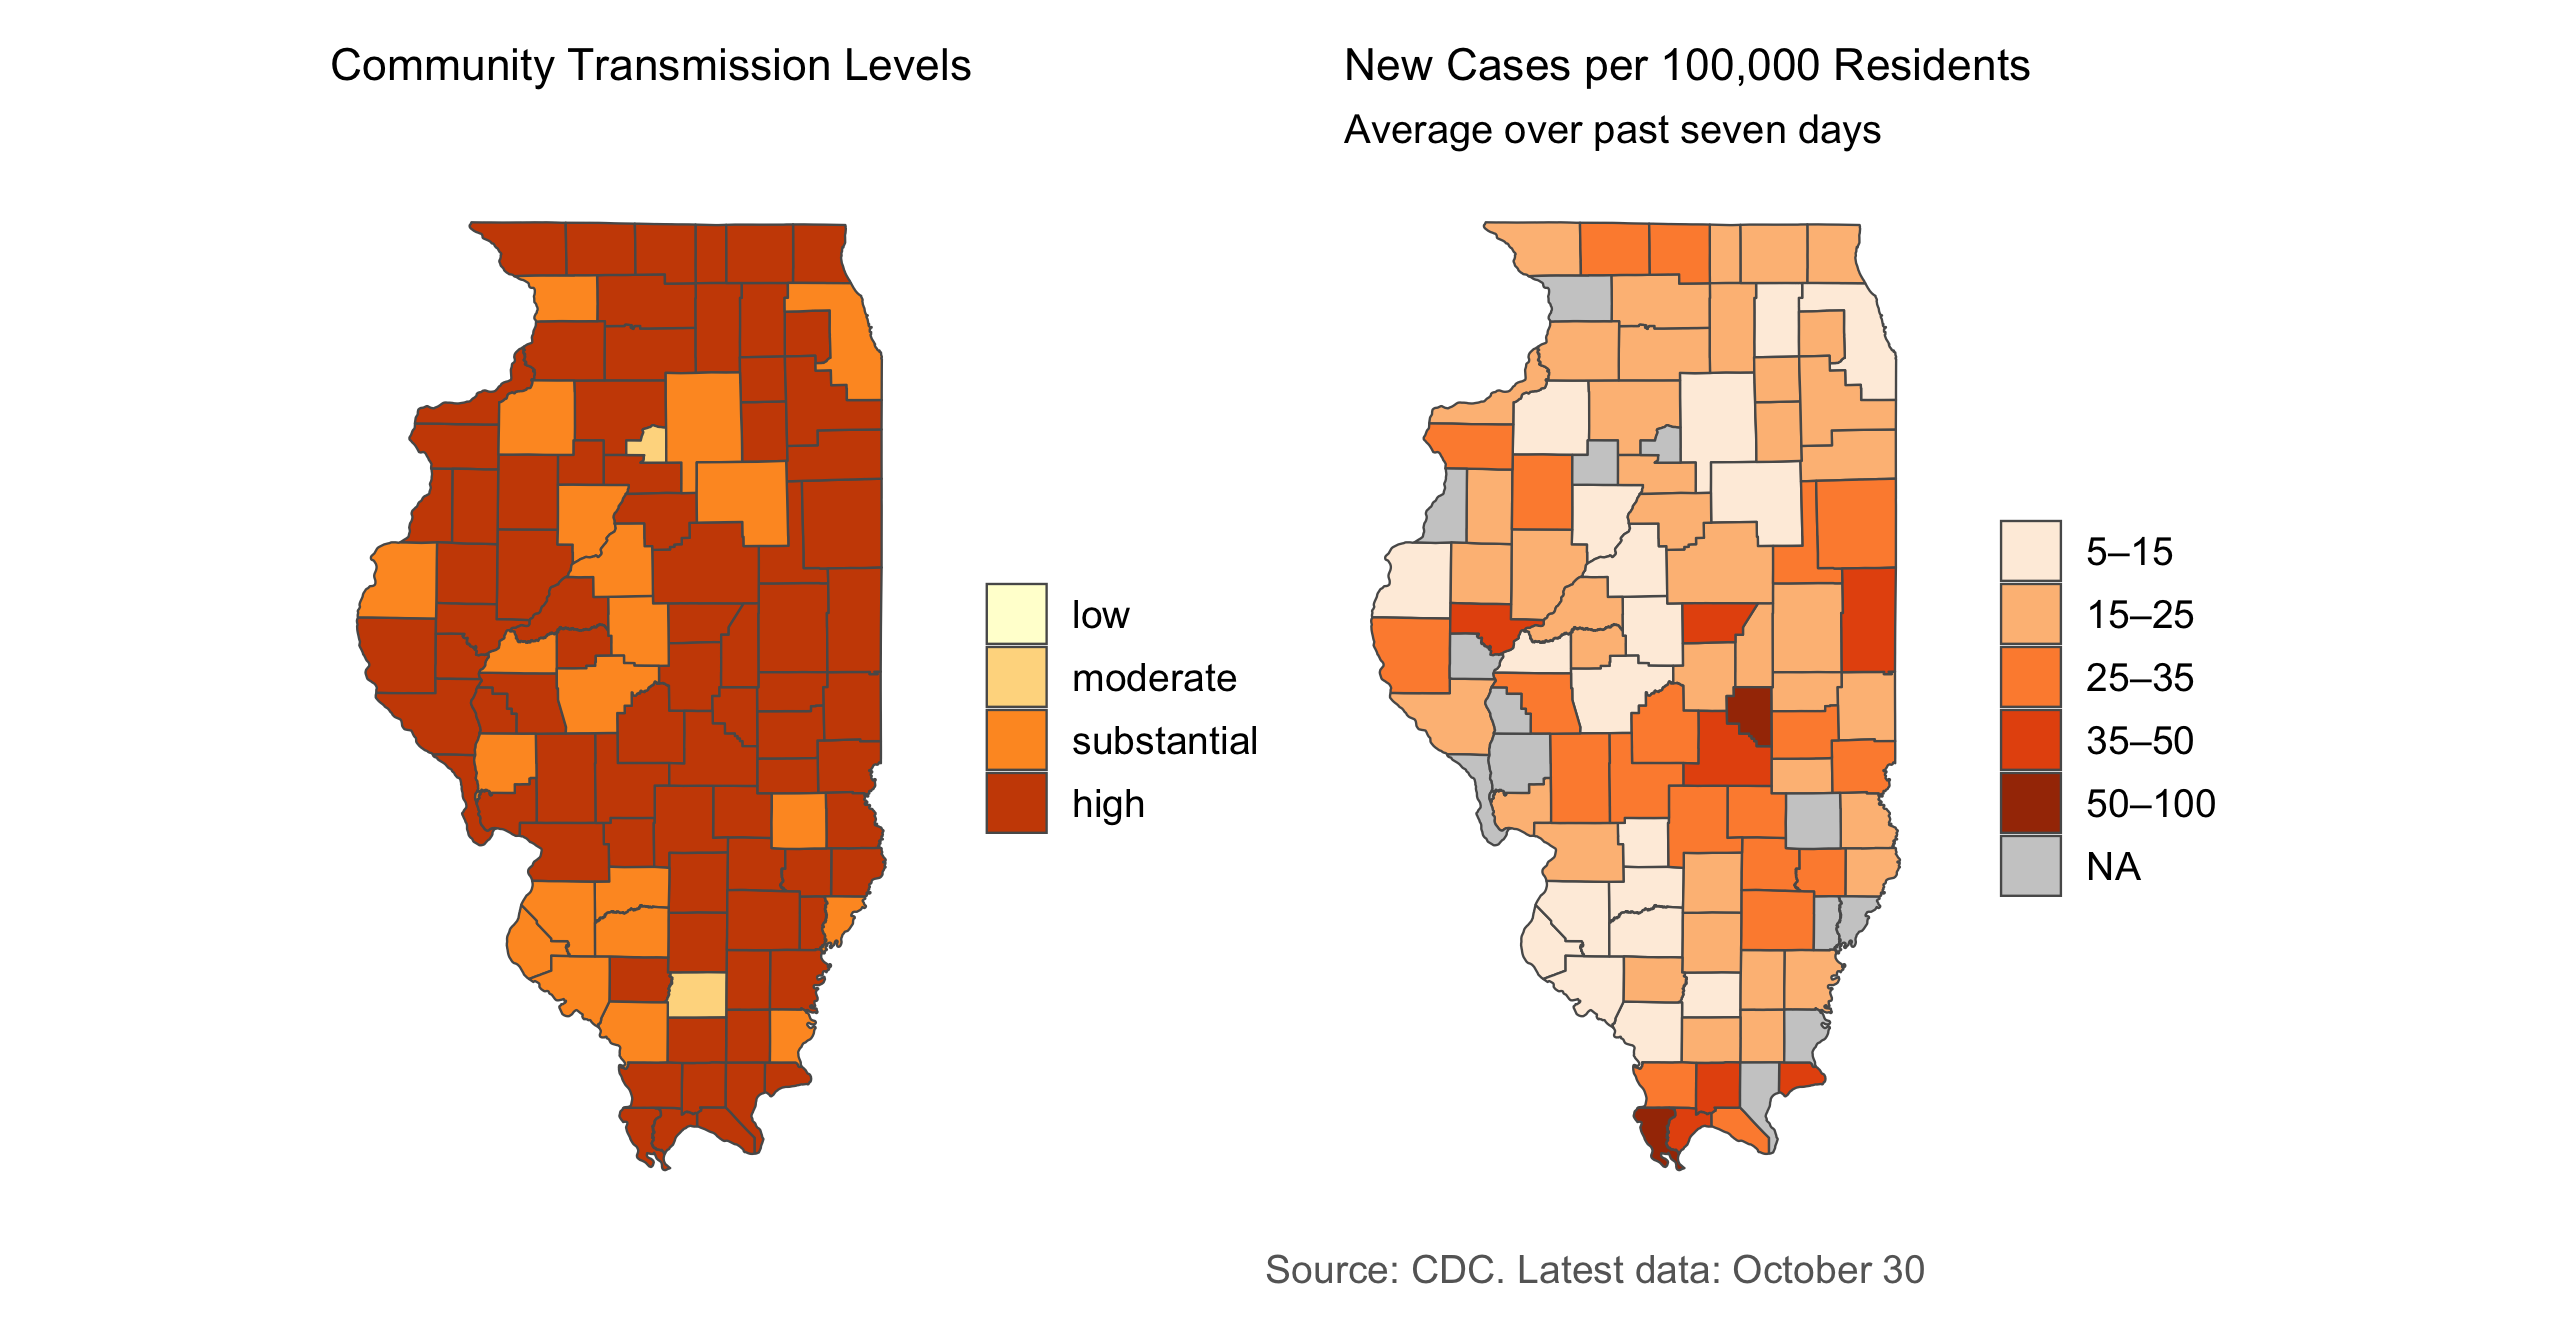 Community Transmission Levels
low
moderate
substantial
high
New Cases per 100,000 Residents
Average over past seven days
5–15
15–25
25–35
35–50
50–100
NA
Source: CDC. Latest data: October 30